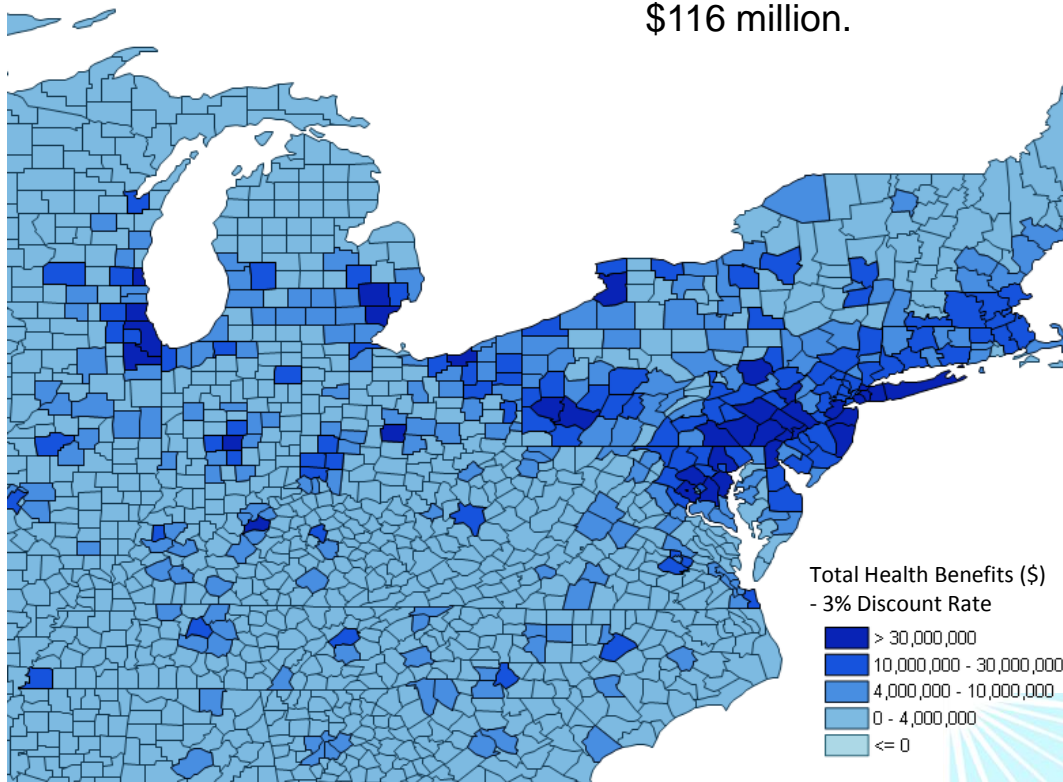 $116 million.
Total Health Benefits ($)
- 3% Discount Rate
> 30,000,000
10,000,000 - 30,000,000
4,000,000 - 10,000,000
0 - 4,000,000
<= 0